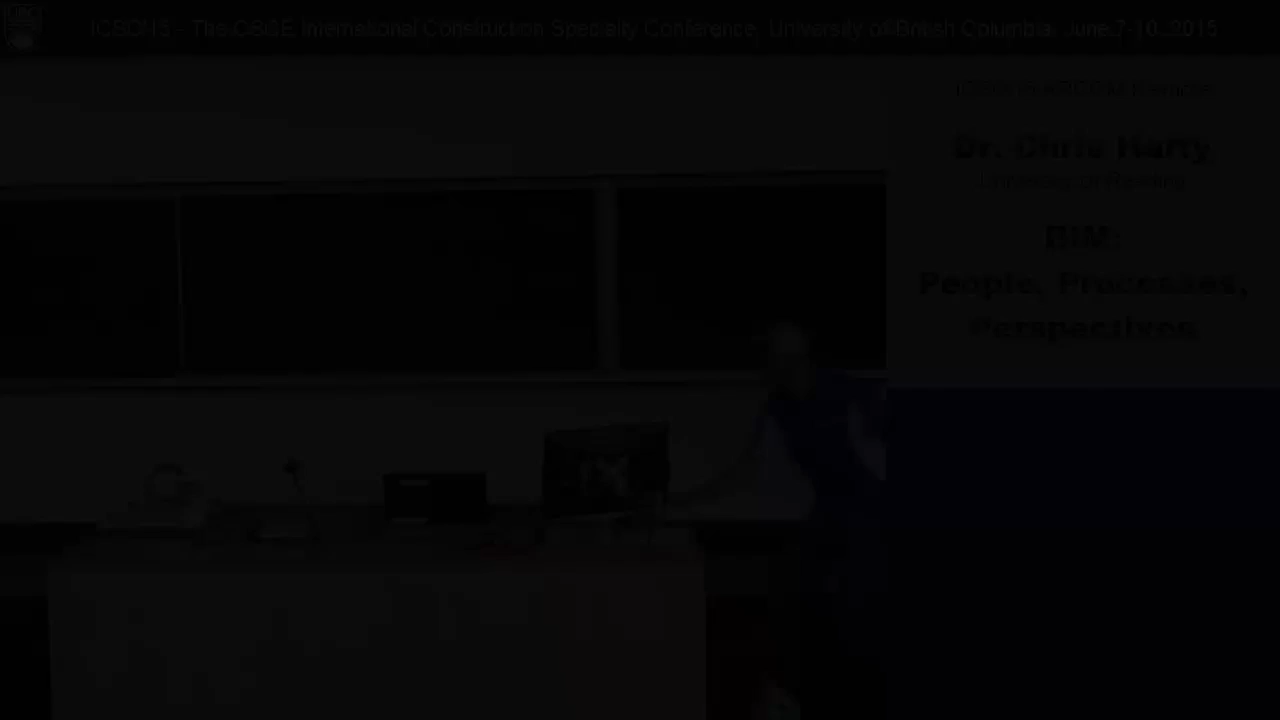 ICSC015 - The CSCE International Construction Specialty Conference, University of British Columbia, June 7-10, 2015
Dr. Chris Harty
University of Reading
BIM:
People, Processes,
Perspectives